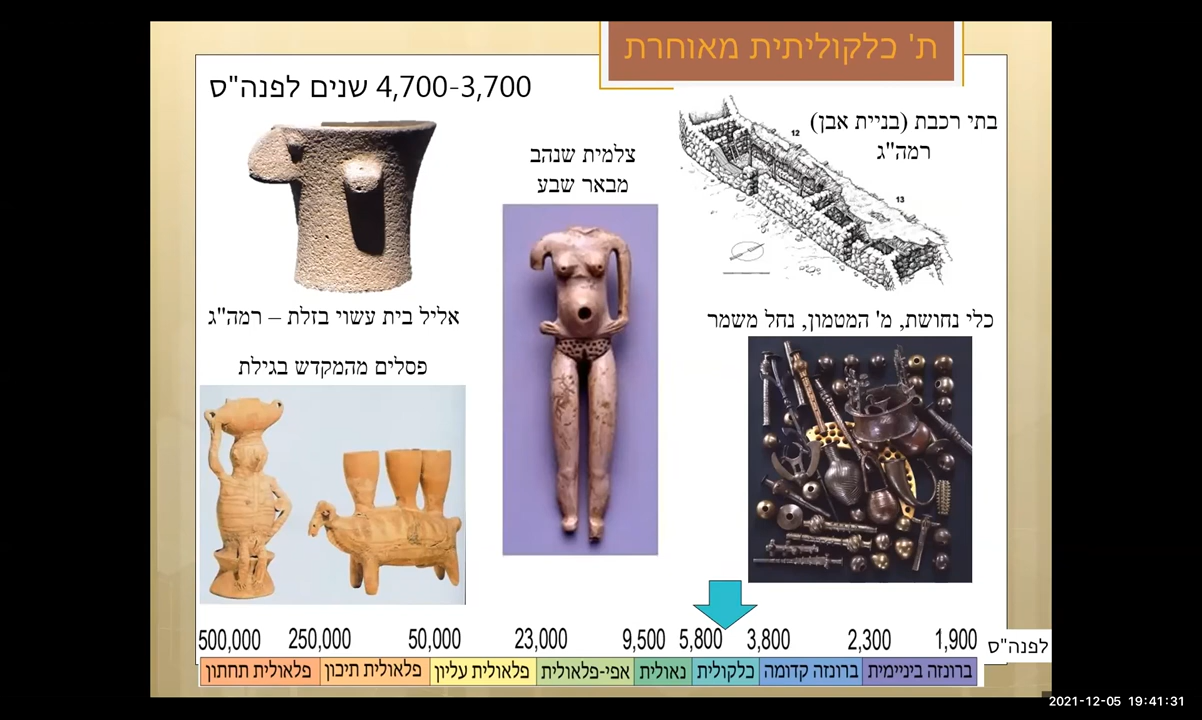 ת' כלקוליתית מאוחרת
4,700-3,700 שנים לפנה"ס
בתי רכבת (בניית אבן)
רמה"ג
12
13
צלמית שנהב
מבאר שבע
אליל בית עשוי בזלת – רמה"ג
כלי נחושת, מ' המטמון, נחל משמר
פסלים מהמקדש בגילת
500,000 250,000 50,000 23,000 9,500 5,800 3,800 2,300 1,900 לפנה"ס
פלאולית תחתון פלאולית תיכון פלאולית עליון אפי-פלאולית נאולית כלקולית ברונזה קדומה ברונזה ביניימית
2021-12-05 19:41:31